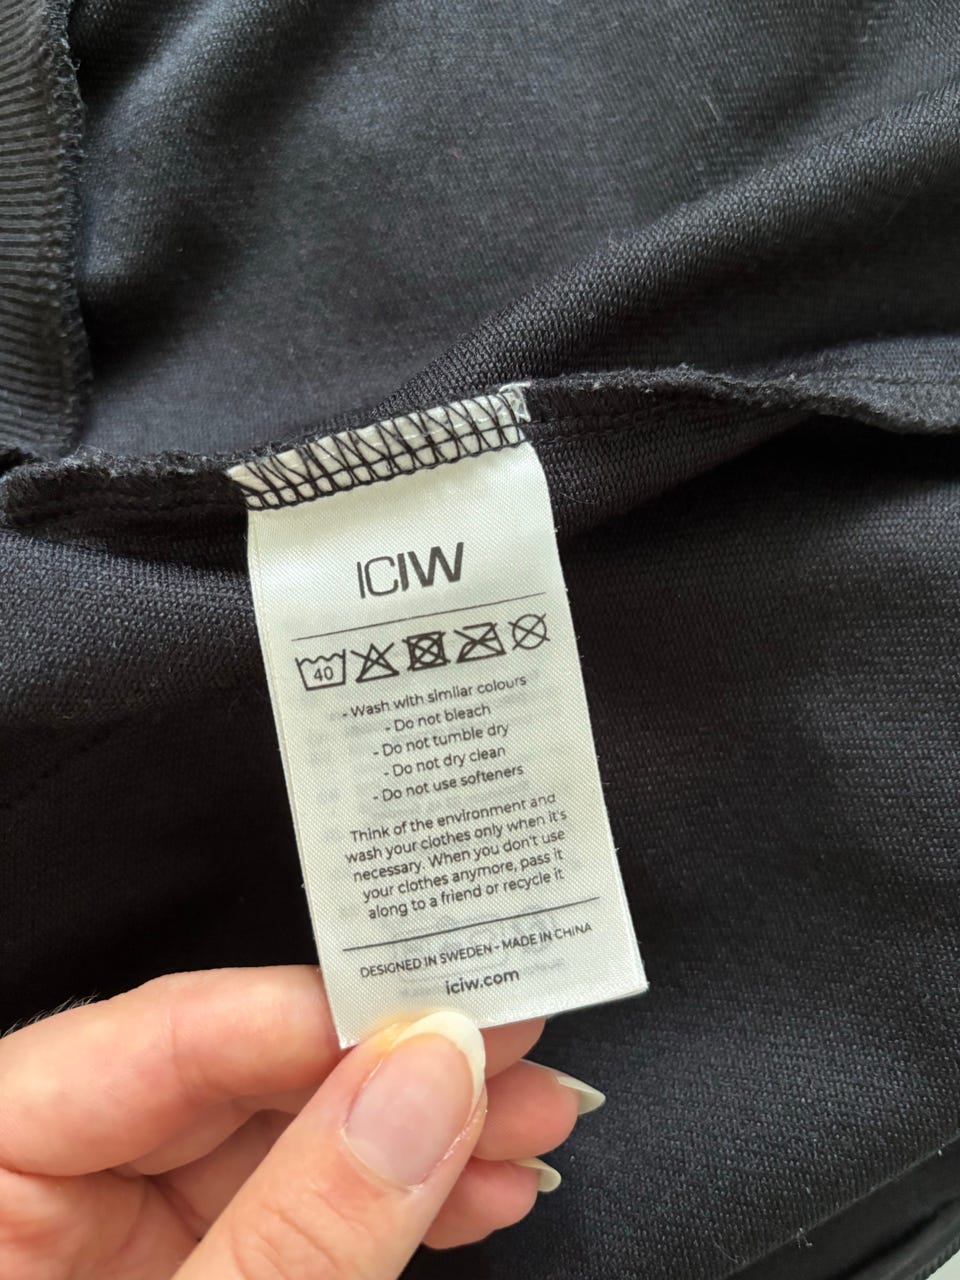 ICIW
40
- Wash with similar colours
- Do not bleach
- Do not tumble dry
- Do not dry clean
- Do not use softeners
Think of the environment and
wash your clothes only when it's
necessary. When you don't use
your clothes anymore, pass it
along to a friend or recycle it
DESIGNED IN SWEDEN - MADE IN CHINA
iciw.com